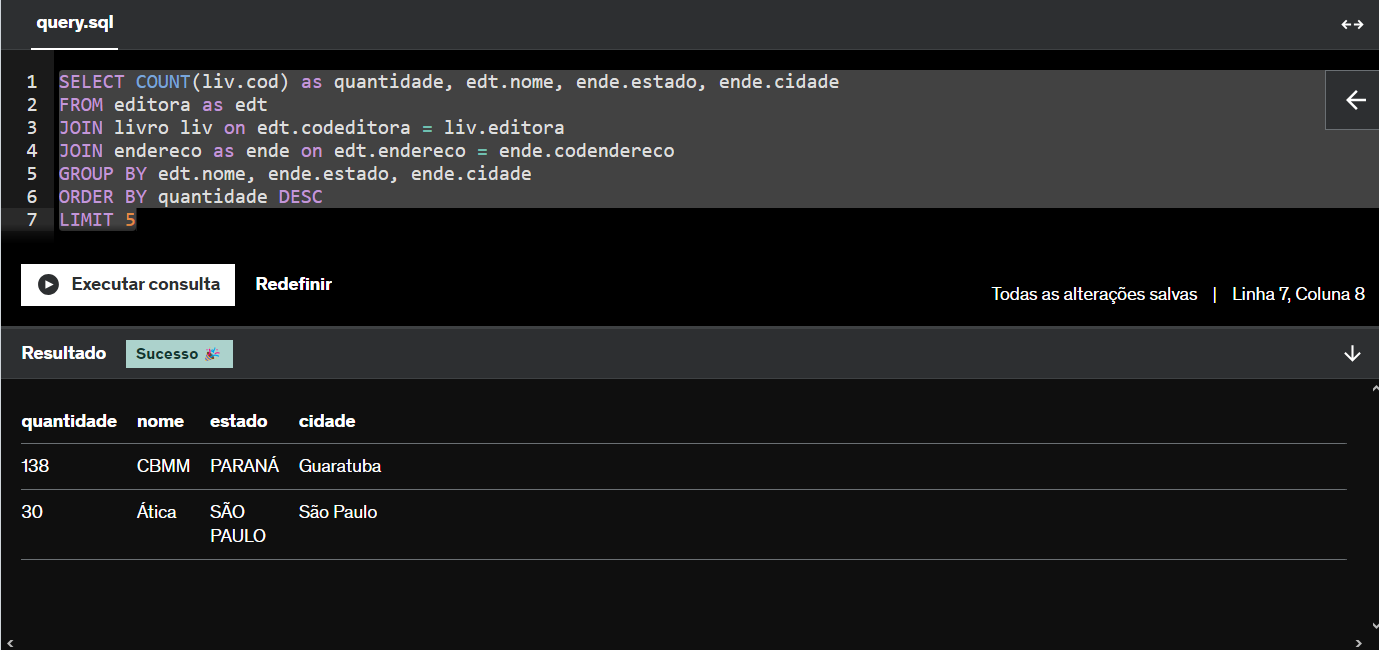 query.sql
1 SELECT COUNT(liv.cod) as quantidade, edt.nome, ende.estado, ende.cidade
2 FROM editora as edt
3 JOIN livro liv on edt.codeditora = liv.editora
4 JOIN endereco as ende on edt.endereco = ende.codendereco
5 GROUP BY edt.nome, ende.estado, ende.cidade
6 ORDER BY quantidade DESC
7 LIMIT 5
Executar consulta Redefinir
Todas as alterações salvas | Linha 7, Coluna 8
Resultado Sucesso 🎉
quantidade nome estado cidade
138 CBMM PARANÁ Guaratuba
30 Ática SÃO São Paulo
PAULO